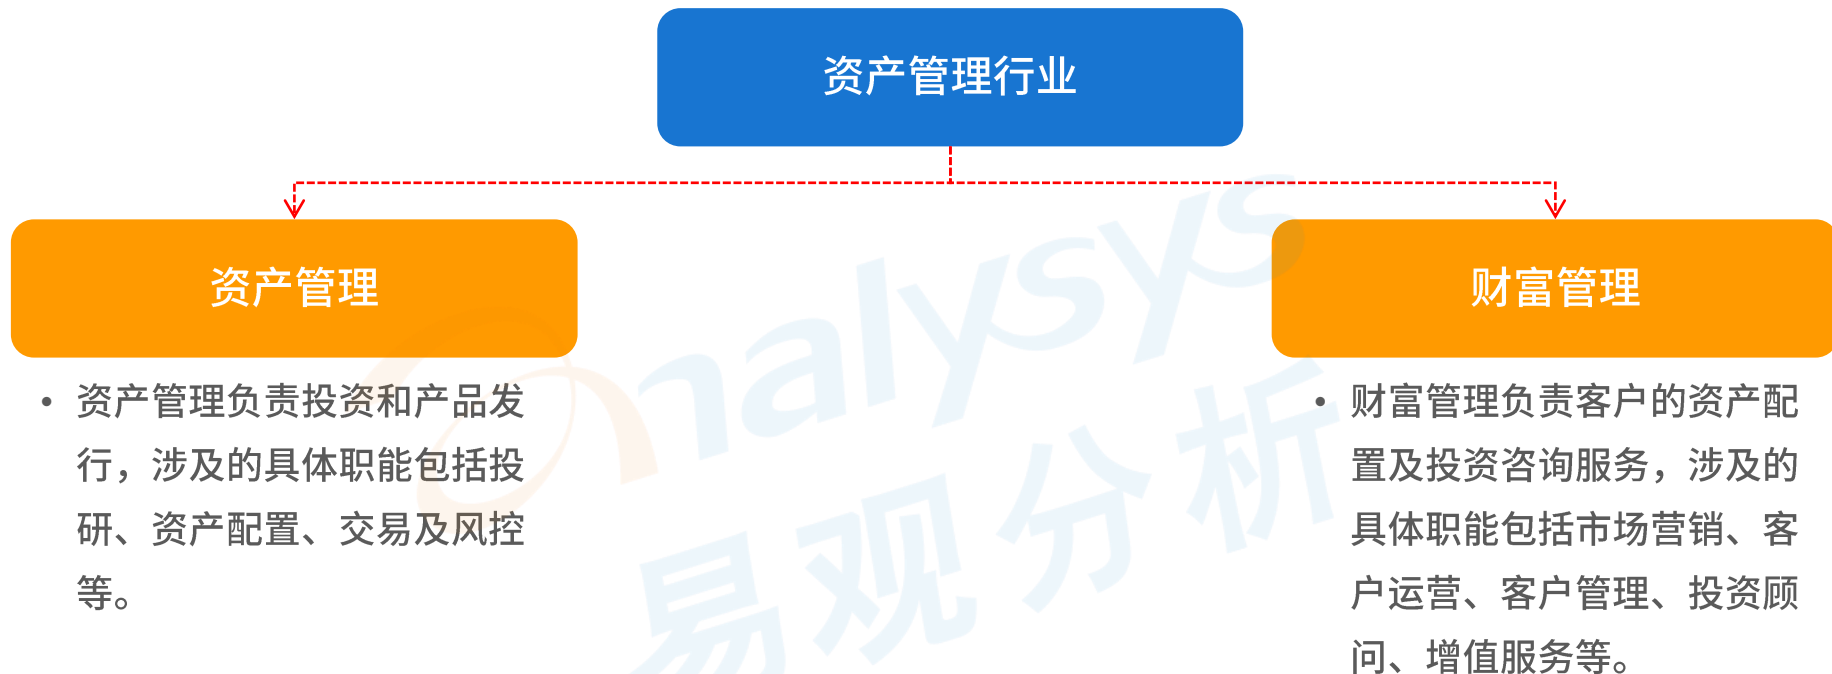 资产管理行业
资产管理
财富管理
• 资产管理负责投资和产品发
行，涉及的具体职能包括投
研、资产配置、交易及风控
等。
• 财富管理负责客户的资产配
置及投资咨询服务，涉及的
具体职能包括市场营销、客
户运营、客户管理、投资顾
问、增值服务等。
analysys
易观分析